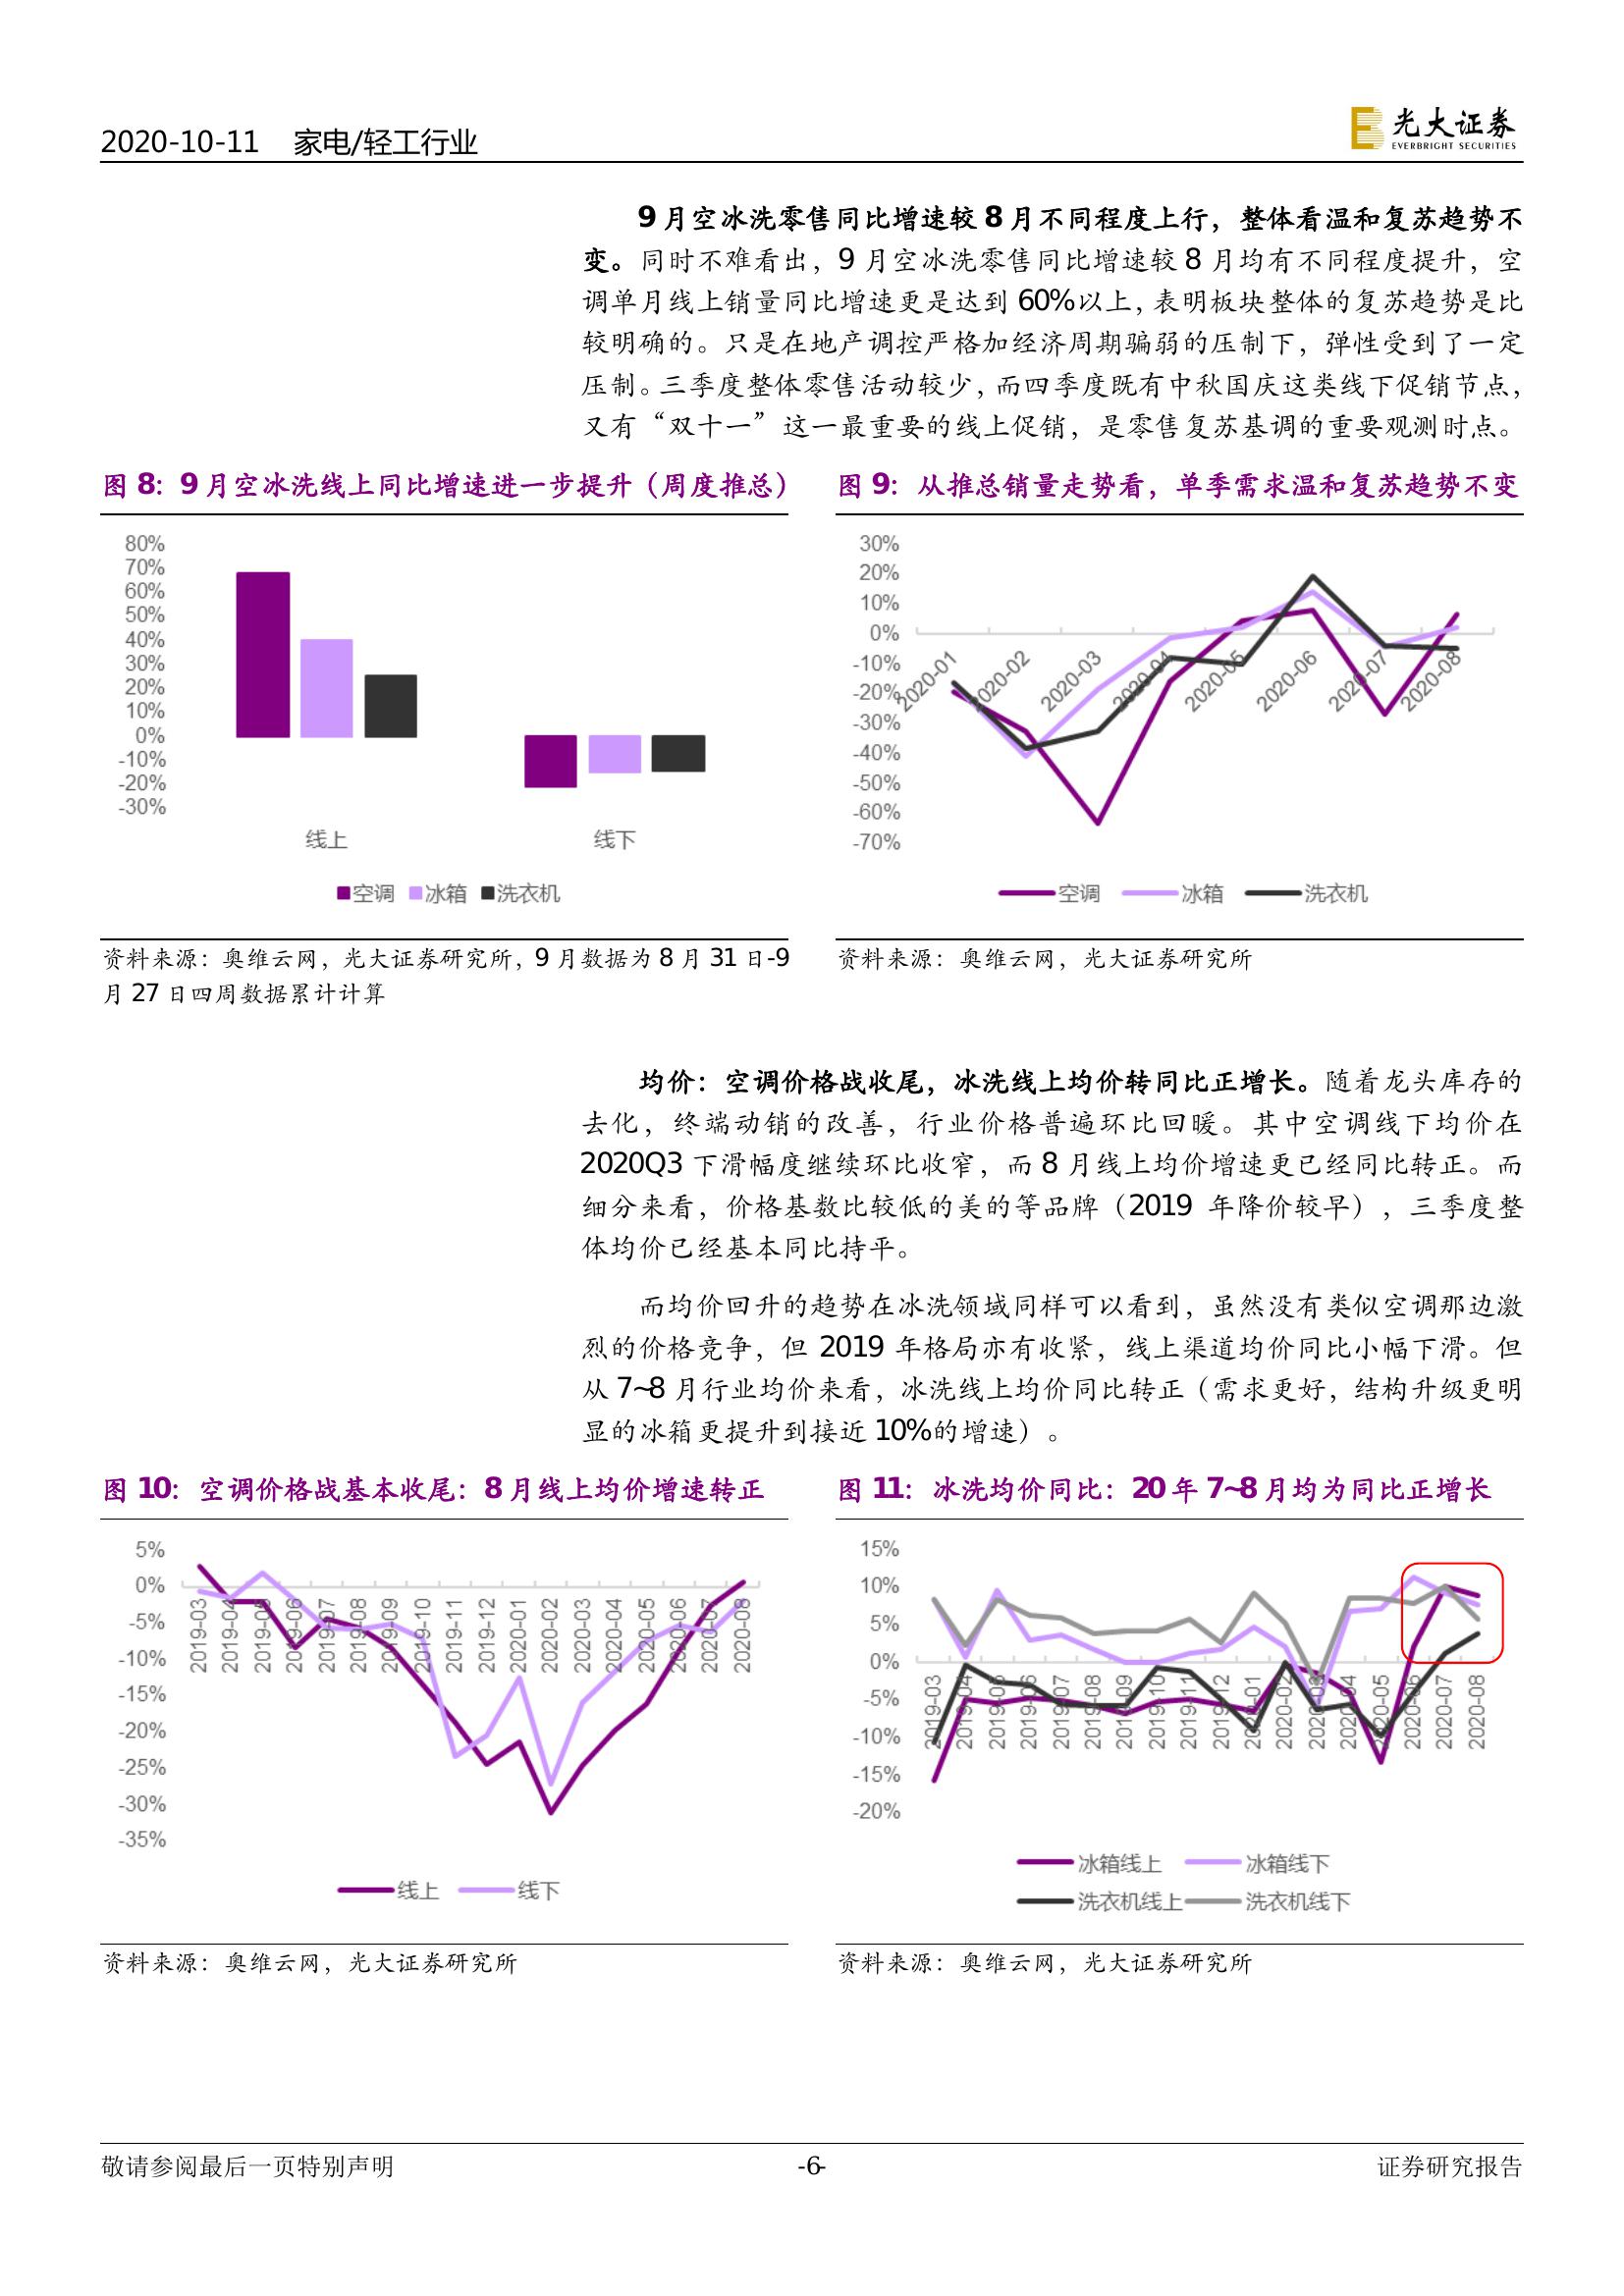 2020-10-11 家电/轻工行业
光大证券
EVERBRIGHT SECURITIES
9 月空冰洗零售同比增速较 8 月不同程度上行，整体看温和复苏趋势不
变。同时不难看出，9 月空冰洗零售同比增速较 8 月均有不同程度提升，空
调单月线上销量同比增速更是达到 60%以上，表明板块整体的复苏趋势是比
较明确的。只是在地产调控严格加经济周期骗弱的压制下，弹性受到了一定
压制。三季度整体零售活动较少，而四季度既有中秋国庆这类线下促销节点，
又有“双十一”这一最重要的线上促销，是零售复苏基调的重要观测时点。
图 8：9 月空冰洗线上同比增速进一步提升（周度推总）
80%
70%
60%
50%
40%
30%
20%
10%
0%
-10%
-20%
-30%
线上 线下
空调 冰箱 洗衣机
资料来源：奥维云网，光大证券研究所，9 月数据为 8 月 31 日-9
月 27 日四周数据累计计算
图 9：从推总销量走势看，单季需求温和复苏趋势不变
30%
20%
10%
0%
-10%
-20%
-30%
-40%
-50%
-60%
-70%
2020-01 2020-02 2020-03 2020-04 2020-05 2020-06 2020-07 2020-08
空调 冰箱 洗衣机
资料来源：奥维云网，光大证券研究所
均价：空调价格战收尾，冰洗线上均价转同比正增长。随着龙头库存的
去化，终端动销的改善，行业价格普遍环比回暖。其中空调线下均价在
2020Q3 下滑幅度继续环比收窄，而 8 月线上均价增速更已经同比转正。而
细分来看，价格基数比较低的美的等品牌（2019 年降价较早），三季度整
体均价已经基本同比持平。
而均价回升的趋势在冰洗领域同样可以看到，虽然没有类似空调那边激
烈的价格竞争，但 2019 年格局亦有收紧，线上渠道均价同比小幅下滑。但
从 7~8 月行业均价来看，冰洗线上均价同比转正（需求更好，结构升级更明
显的冰箱更提升到接近 10%的增速）。
图 10：空调价格战基本收尾：8 月线上均价增速转正
5%
0%
-5%
-10%
-15%
-20%
-25%
-30%
-35%
2019-03 2019-04 2019-05 2019-06 2019-07 2019-08 2019-09 2019-10 2019-11 2019-12 2020-01 2020-02 2020-03 2020-04 2020-05 2020-06 2020-07 2020-08
线上 线下
资料来源：奥维云网，光大证券研究所
图 11：冰洗均价同比：20 年 7~8 月均为同比正增长
15%
10%
5%
0%
-5%
-10%
-15%
-20%
2019-03 2019-04 2019-05 2019-06 2019-07 2019-08 2019-09 2019-10 2019-11 2019-12 2020-01 2020-02 2020-03 2020-04 2020-05 2020-06 2020-07 2020-08
冰箱线上 冰箱线下
洗衣机线上 洗衣机线下
资料来源：奥维云网，光大证券研究所
敬请参阅最后一页特别声明 -6- 证券研究报告